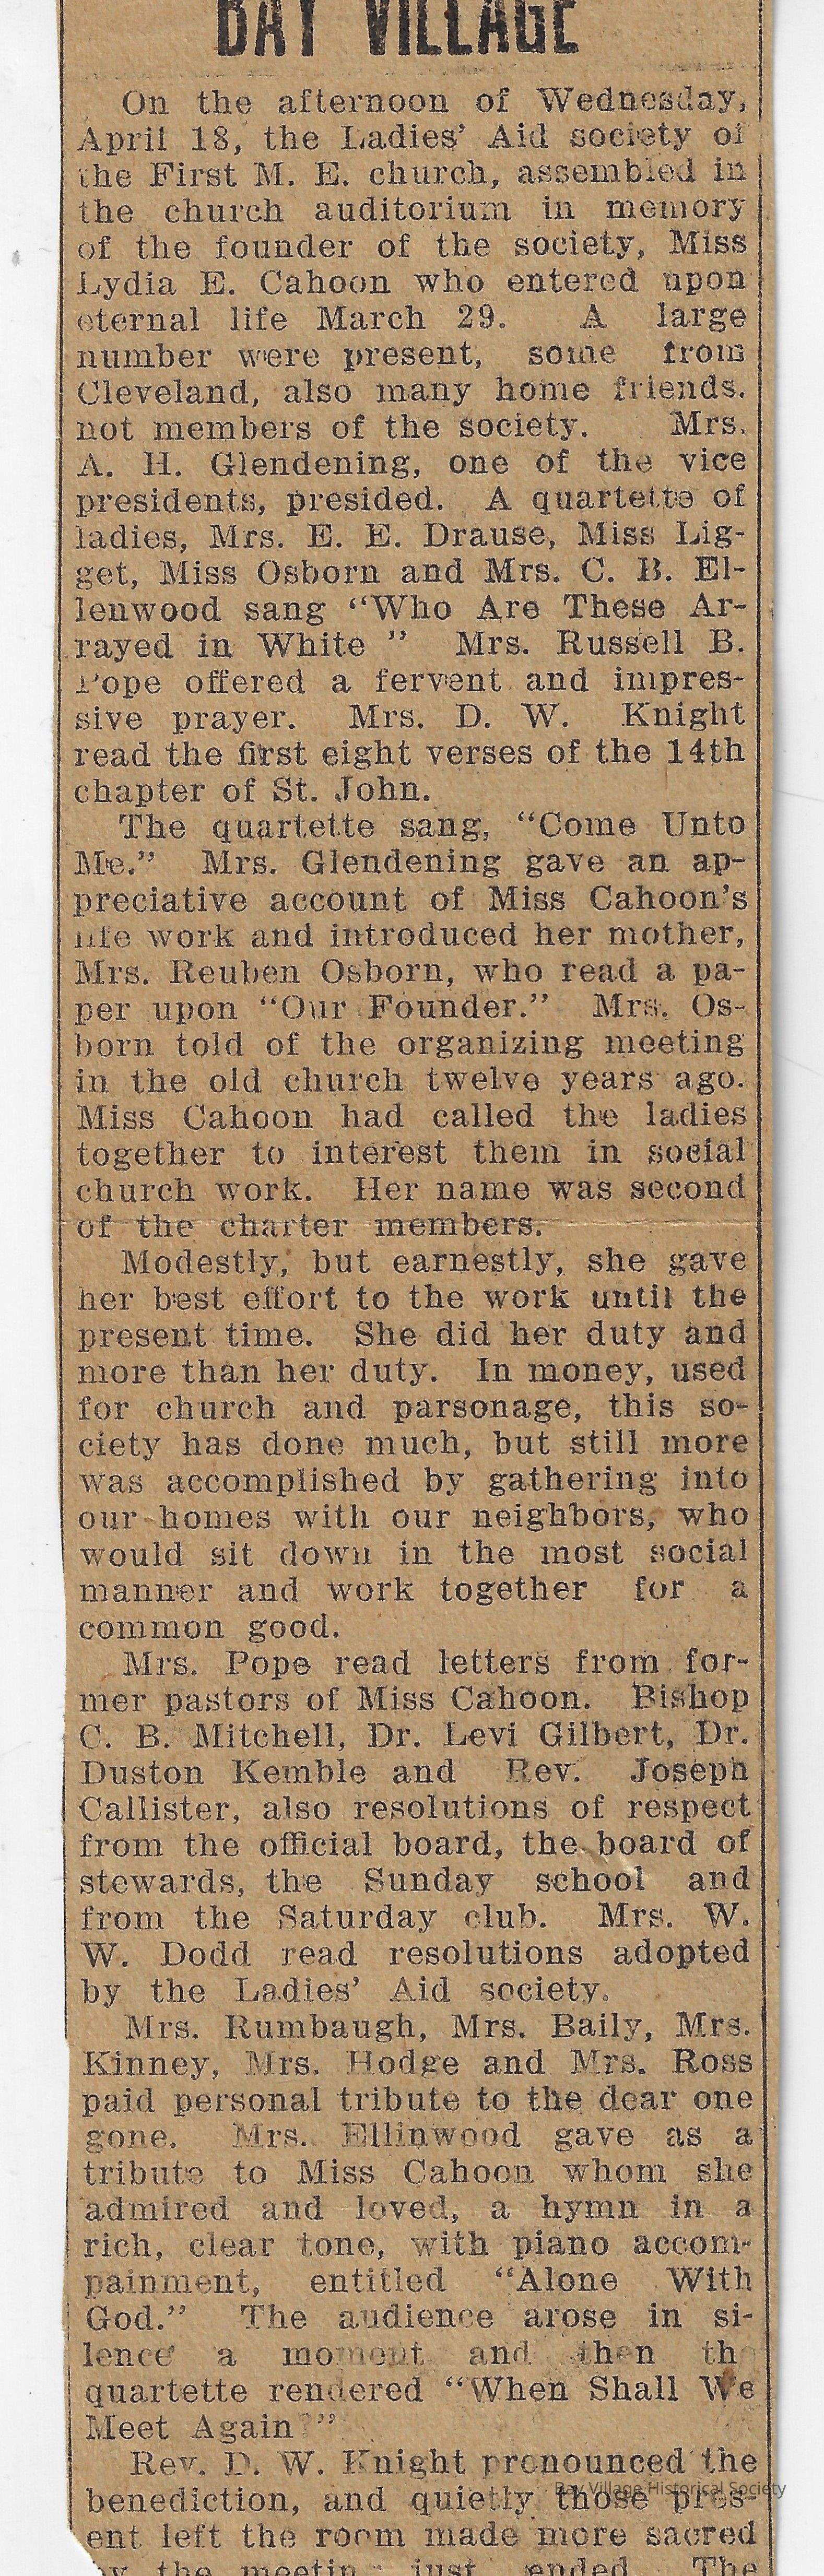 BAY VILLAGE
On the afternoon of Wednesday,
April 18, the Ladies' Aid society of
the First M. E. church, assembled in
the church auditorium in memory
of the founder of the society, Miss
Lydia E. Cahoon who entered upon
eternal life March 29. A large
number were present, some from
Cleveland, also many home friends.
not members of the society. Mrs.
A. H. Glendening, one of the vice
presidents, presided. A quartette of
ladies, Mrs. E. E. Drause, Miss Lig-
get, Miss Osborn and Mrs. C. B. El-
lenwood sang "Who Are These Ar-
rayed in White " Mrs. Russell B.
Pope offered a fervent and impres-
sive prayer. Mrs. D. W. Knight
read the first eight verses of the 14th
chapter of St. John.
The quartette sang, "Come Unto
Me." Mrs. Glendening gave an ap-
preciative account of Miss Cahoon's
life work and introduced her mother,
Mrs. Reuben Osborn, who read a pa-
per upon "Our Founder." Mrs. Os-
born told of the organizing meeting
in the old church twelve years ago.
Miss Cahoon had called the ladies
together to interest them in social
church work. Her name was second
of the charter members.
Modestly, but earnestly, she gave
her best effort to the work until the
present time. She did her duty and
more than her duty. In money, used
for church and parsonage, this so-
ciety has done much, but still more
was accomplished by gathering into
our homes with our neighbors, who
would sit down in the most social
manner and work together for a
common good.
Mrs. Pope read letters from for-
mer pastors of Miss Cahoon. Bishop
C. B. Mitchell, Dr. Levi Gilbert, Dr.
Duston Kemble and Rev. Joseph
Callister, also resolutions of respect
from the official board, the board of
stewards, the Sunday school and
from the Saturday club. Mrs. W.
W. Dodd read resolutions adopted
by the Ladies' Aid society.
Mrs. Rumbaugh, Mrs. Baily, Mrs.
Kinney, Mrs. Hodge and Mrs. Ross
paid personal tribute to the dear one
gone. Mrs. Ellinwood gave as a
tribute to Miss Cahoon whom she
admired and loved, a hymn in a
rich, clear tone, with piano accom-
painment, entitled "Alone With
God." The audience arose in si-
lence a moment and then th
quartette rendered "When Shall We
Meet Again?"
Rev. D. W. Knight pronounced the
Bay Village Historical Society
benediction, and quietly those pres-
ent left the room made more sacred
by the meeting just ended. The